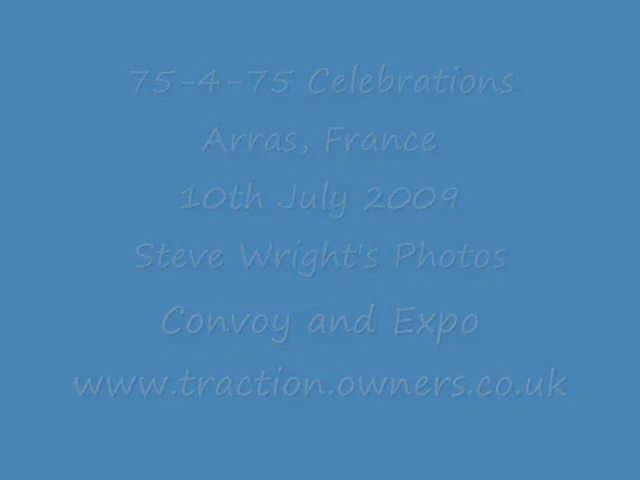 75-4-75 Celebrations
Arras, France
10th July 2009
Steve Wright's Photos
Convoy and Expo
www.traction.owners.co.uk